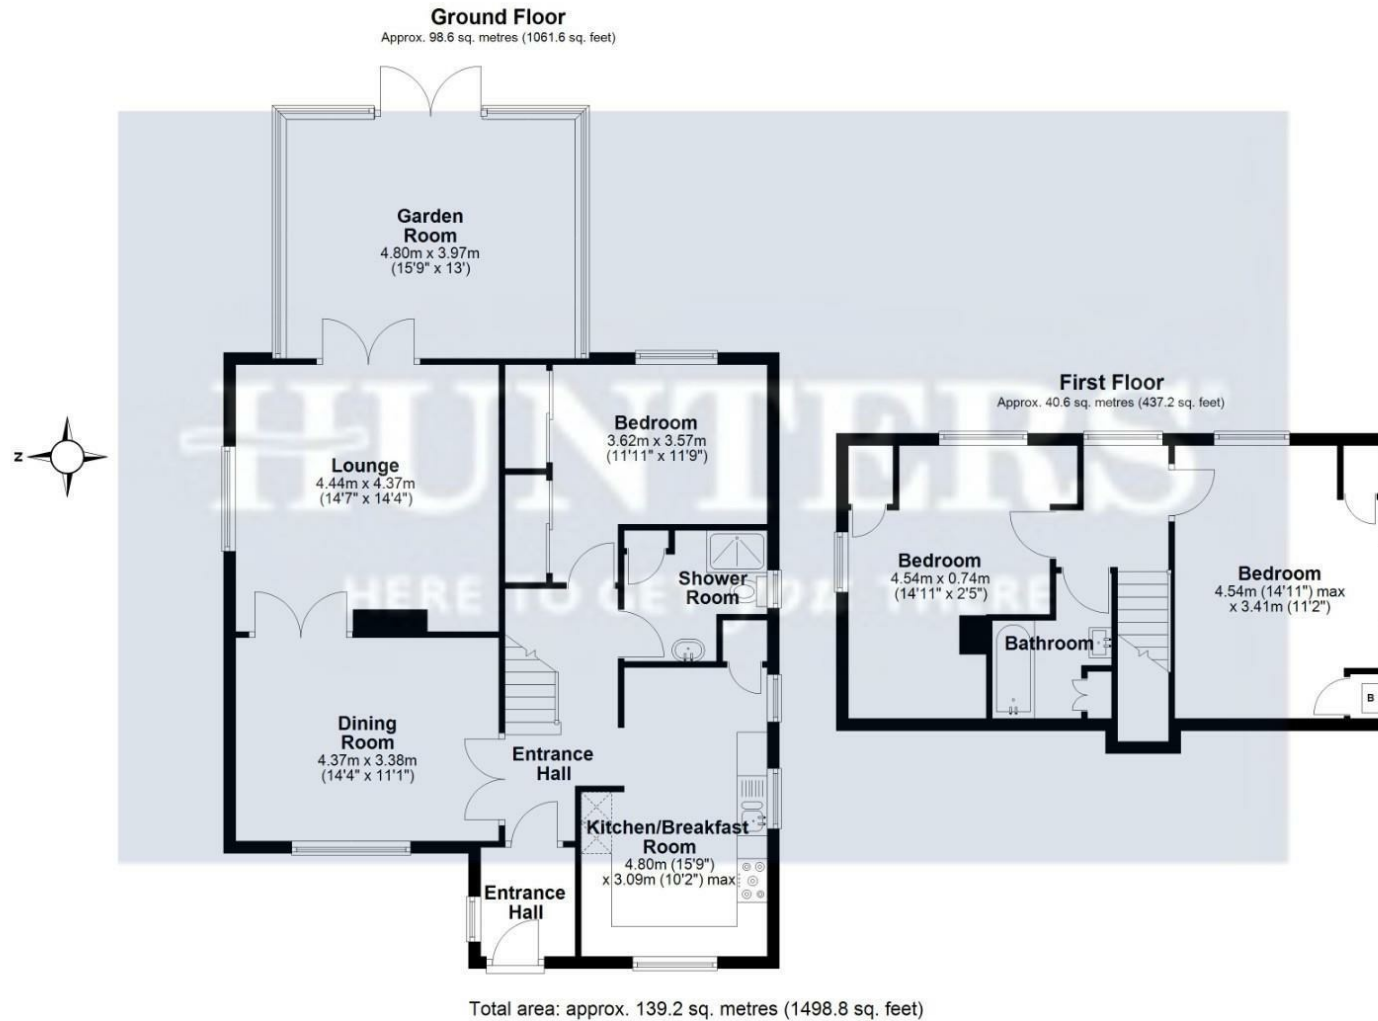 Ground Floor
Approx. 98.6 sq. metres (1061.6 sq. feet)
Garden
Room
4.80m x 3.97m
(15'9" x 13')
HUNTERS
HERE TO GET YOU THERE
N
Lounge
4.44m x 4.37m
(14'7" x 14'4")
Bedroom
3.62m x 3.57m
(11'11" x 11'9")
Shower
Room
Dining
Room
4.37m x 3.38m
(14'4" x 11'1")
Entrance
Hall
Kitchen/Breakfast
Room
4.80m (15'9")
x 3.09m (10'2") max
Entrance
Hall
First Floor
Approx. 40.6 sq. metres (437.2 sq. feet)
Bedroom
4.54m x 0.74m
(14'11" x 2'5")
Bathroom
Bedroom
4.54m (14'11") max
x 3.41m (11'2")
B
Total area: approx. 139.2 sq. metres (1498.8 sq. feet)